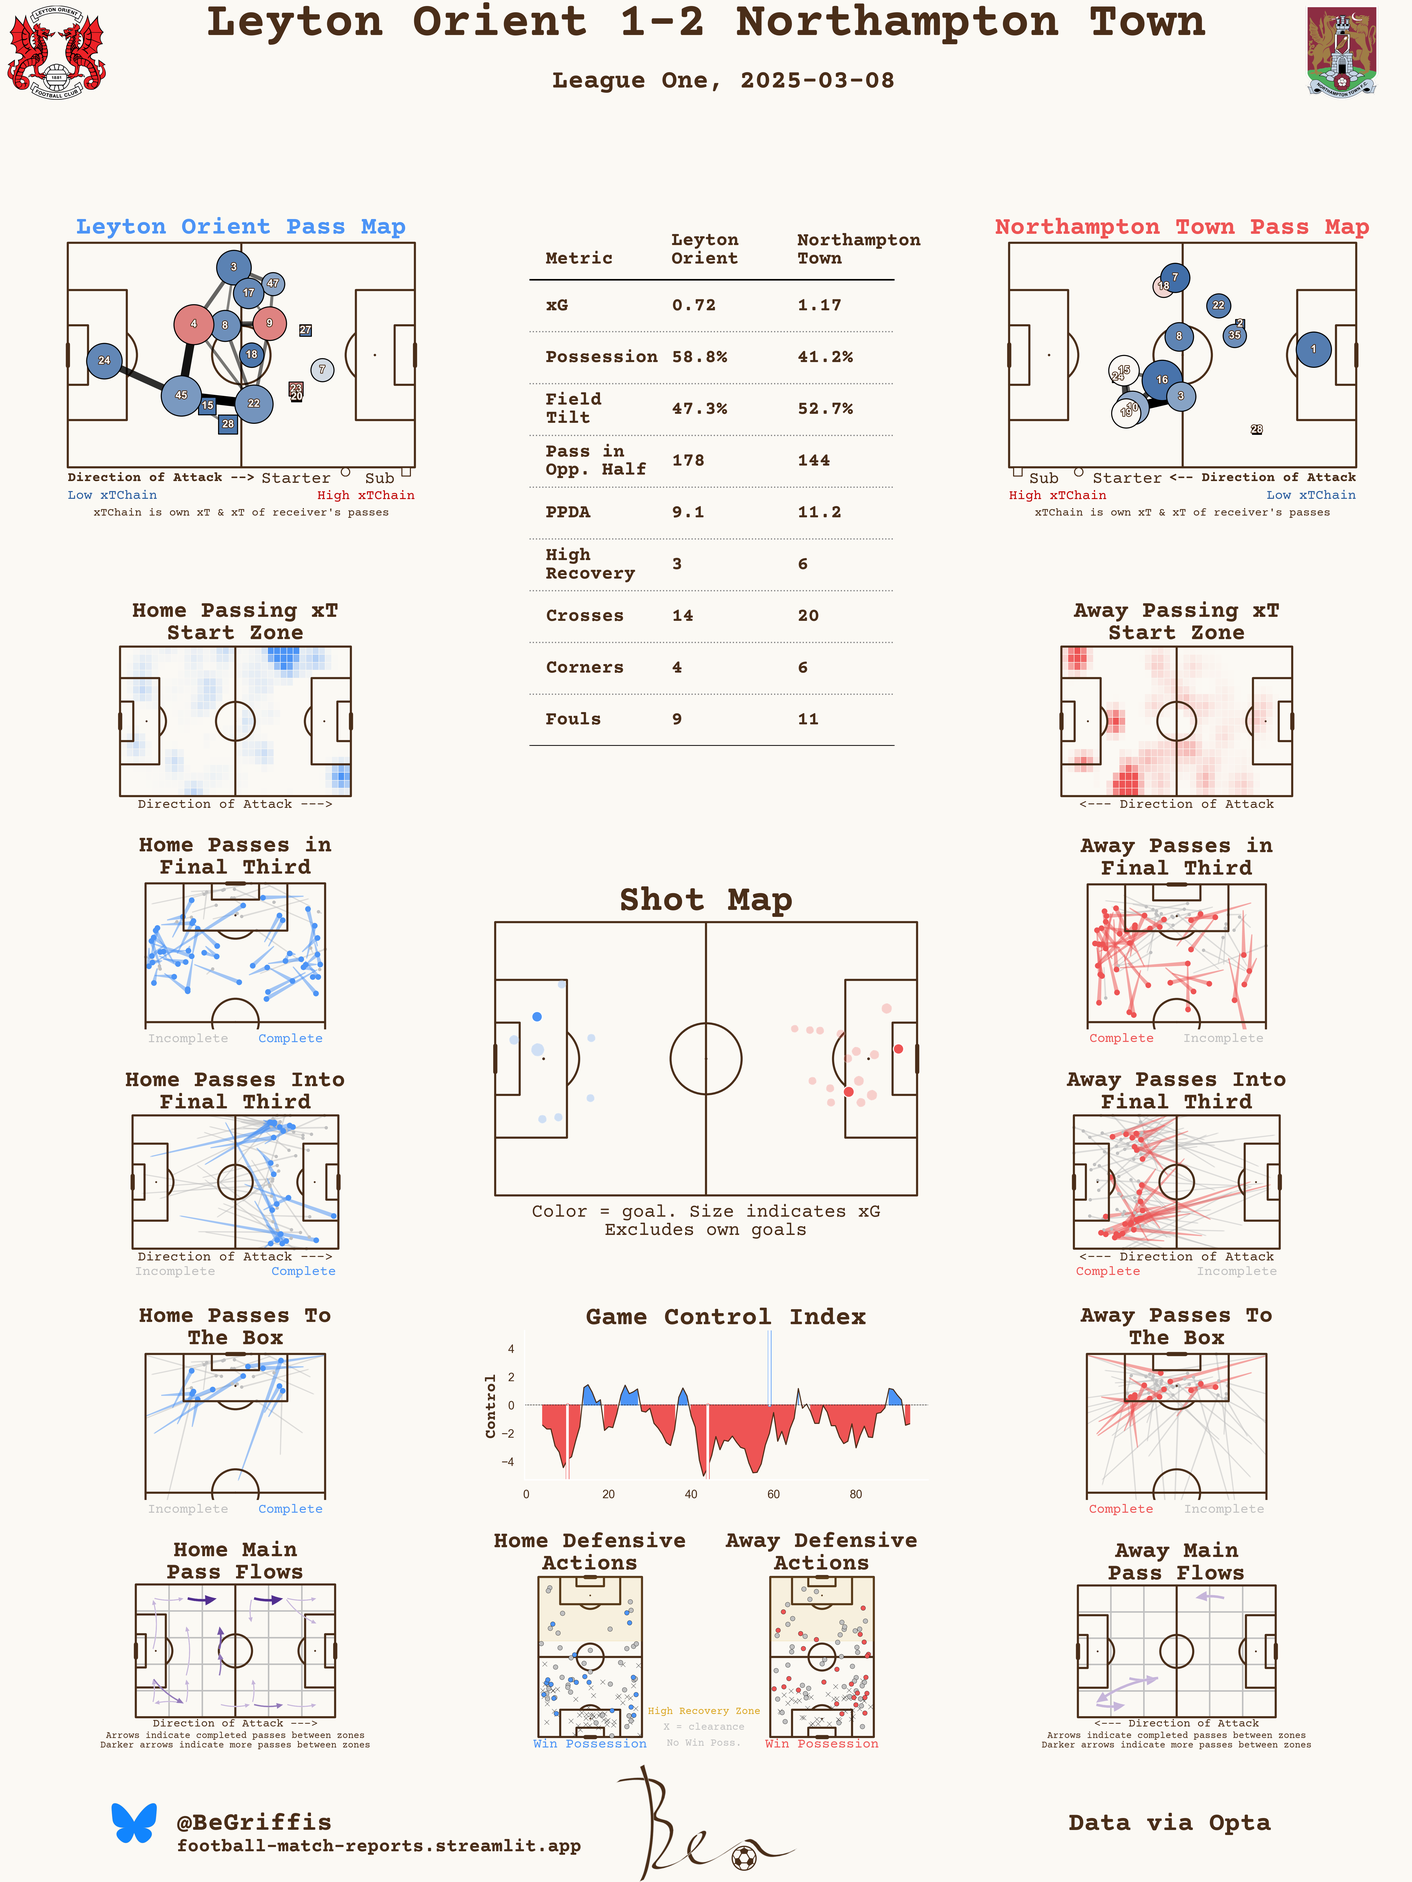 Leyton Orient 1-2 Northampton Town
League One, 2025-03-08
LEYTON ORIENT
1881
FOOTBALL CLUB
NORTHAMPTON TOWN F.C.
Leyton Orient Pass Map
3
47
17
4
8
9
27
18
24
7
45
23
20
15
22
28
Direction of Attack --> Starter Sub
Low xTChain High xTChain
xTChain is own xT & xT of receiver's passes
Metric Leyton Orient Northampton Town
xG 0.72 1.17
Possession 58.8% 41.2%
Field Tilt 47.3% 52.7%
Pass in Opp. Half 178 144
PPDA 9.1 11.2
High Recovery 3 6
Crosses 14 20
Corners 4 6
Fouls 9 11
Northampton Town Pass Map
7
18
22
2
35
8
1
15
24
16
3
10
19
28
Sub Starter <-- Direction of Attack
High xTChain Low xTChain
xTChain is own xT & xT of receiver's passes
Home Passing xT
Start Zone
Direction of Attack --->
Away Passing xT
Start Zone
<--- Direction of Attack
Home Passes in
Final Third
Incomplete Complete
Away Passes in
Final Third
Complete Incomplete
Shot Map
Color = goal. Size indicates xG
Excludes own goals
Home Passes Into
Final Third
Direction of Attack --->
Incomplete Complete
Away Passes Into
Final Third
<--- Direction of Attack
Complete Incomplete
Home Passes To
The Box
Incomplete Complete
Game Control Index
Control
4
2
0
−2
−4
0 20 40 60 80
Away Passes To
The Box
Complete Incomplete
Home Main
Pass Flows
Direction of Attack --->
Arrows indicate completed passes between zones
Darker arrows indicate more passes between zones
Home Defensive
Actions
Win Possession
Away Defensive
Actions
Win Possession
High Recovery Zone
X = clearance
No Win Poss.
Away Main
Pass Flows
<--- Direction of Attack
Arrows indicate completed passes between zones
Darker arrows indicate more passes between zones
@BeGriffis
football-match-reports.streamlit.app
Ben
Data via Opta